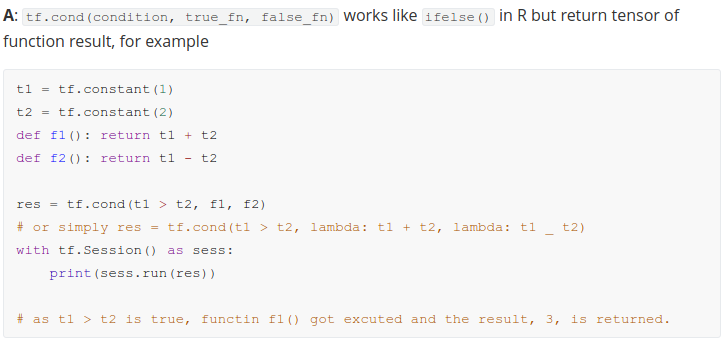 A: tf.cond(condition, true_fn, false_fn) works like ifelse() in R but return tensor of
function result, for example
t1 = tf.constant(1)
t2 = tf.constant(2)
def f1(): return t1 + t2
def f2(): return t1 - t2
res = tf.cond(t1 > t2, f1, f2)
# or simply res = tf.cond(t1 > t2, lambda: t1 + t2, lambda: t1 _ t2)
with tf.Session() as sess:
    print(sess.run(res))
# as t1 > t2 is true, functin f1() got excuted and the result, 3, is returned.